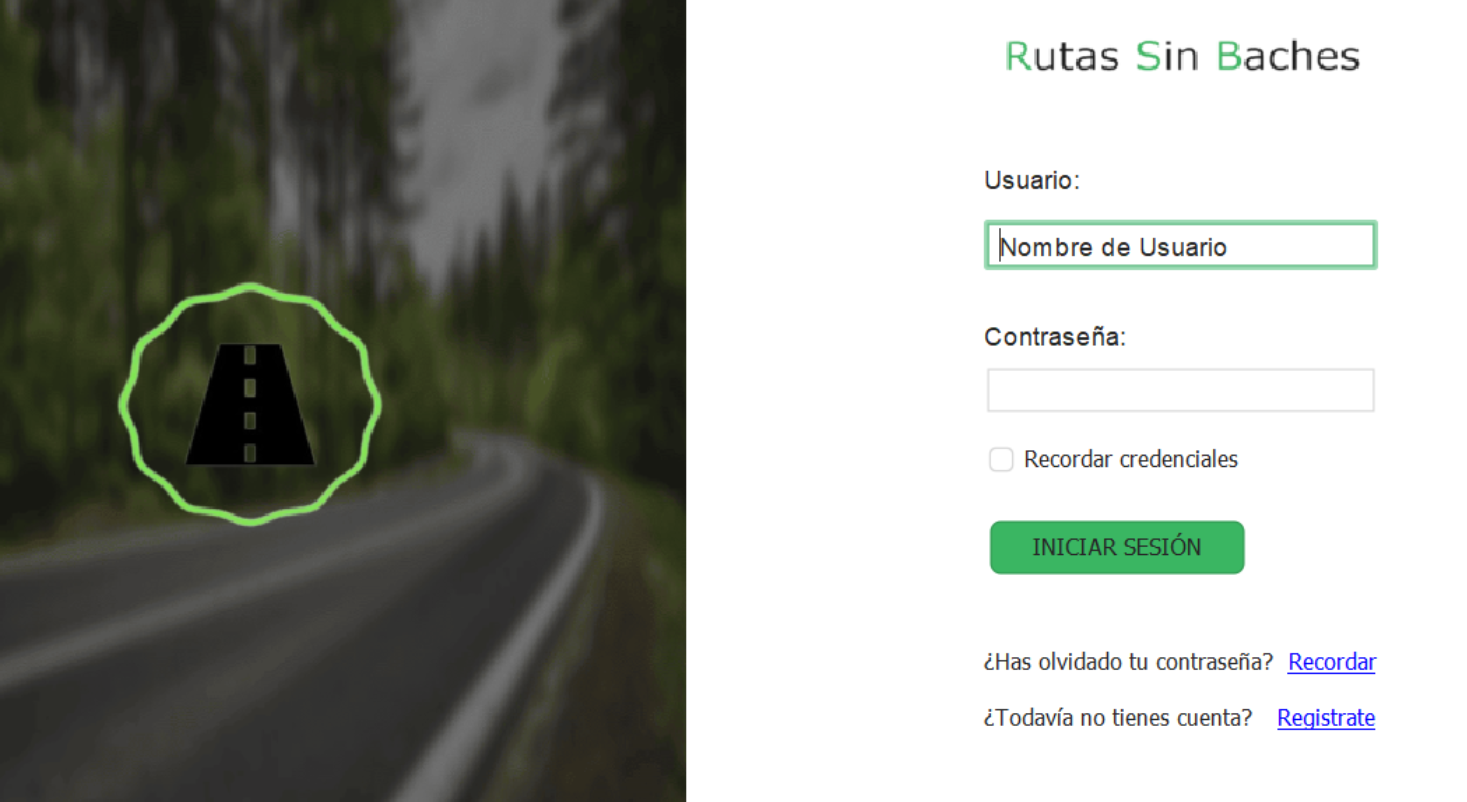 Rutas Sin Baches
Usuario:
Nombre de Usuario
Contraseña:
Recordar credenciales
INICIAR SESIÓN
¿Has olvidado tu contraseña? Recordar
¿Todavía no tienes cuenta? Registrate